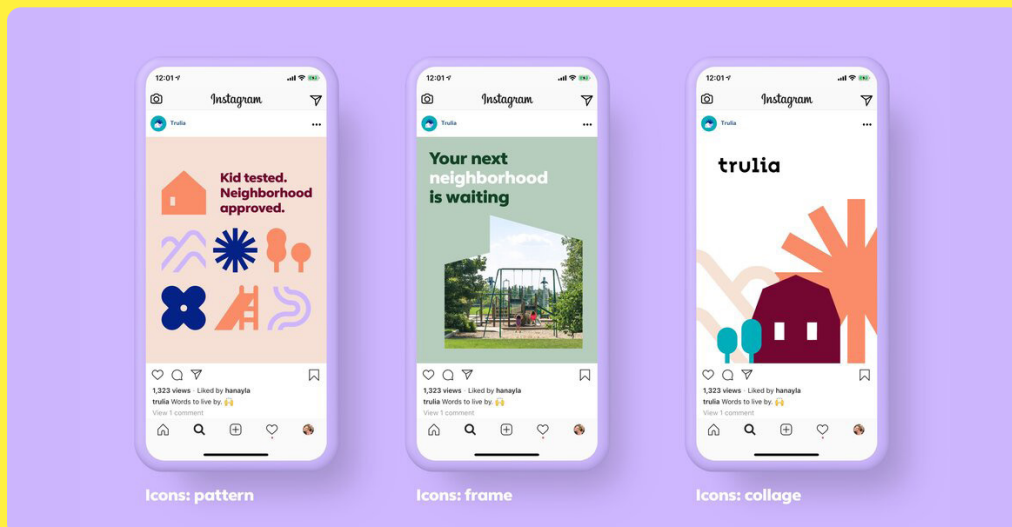 12:01
Instagram
Trulia
Kid tested.
Neighborhood
approved.
1,323 views · Liked by hanayla
trulia Words to live by. 🙌
View 1 comment
Icons: pattern
12:01
Instagram
Trulia
Your next
neighborhood
is waiting
1,323 views · Liked by hanayla
trulia Words to live by. 🙌
View 1 comment
Icons: frame
12:01
Instagram
Trulia
trulia
1,323 views · Liked by hanayla
trulia Words to live by. 🙌
View 1 comment
Icons: collage